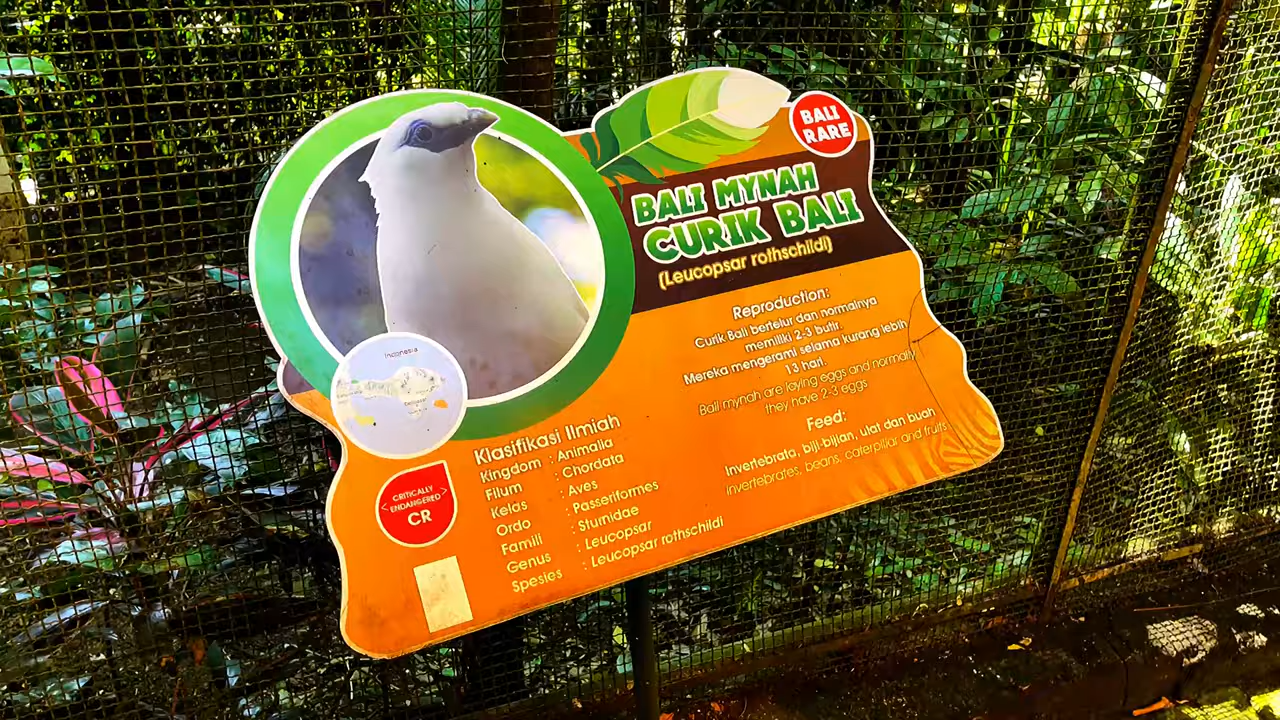 BALI
RARE
BALI MYNAH
CURIK BALI
(Leucopsar rothschildi)
Reproduction:
Curik Bali bertelur dan normalnya
memiliki 2-3 butir.
Mereka mengerami selama kurang lebih
13 hari.
Bali mynah are laying eggs and normally
they have 2-3 eggs
Feed:
Invertebrata, biji-bijian, ulat dan buah
invertebrates, beans, caterpillar and fruits
Indonesia
Klasifikasi Ilmiah
Kingdom : Animalia
Filum : Chordata
Kelas : Aves
Ordo : Passeriformes
Famili : Sturnidae
Genus : Leucopsar
Spesies : Leucopsar rothschildi
CRITICALLY
ENDANGERED
CR